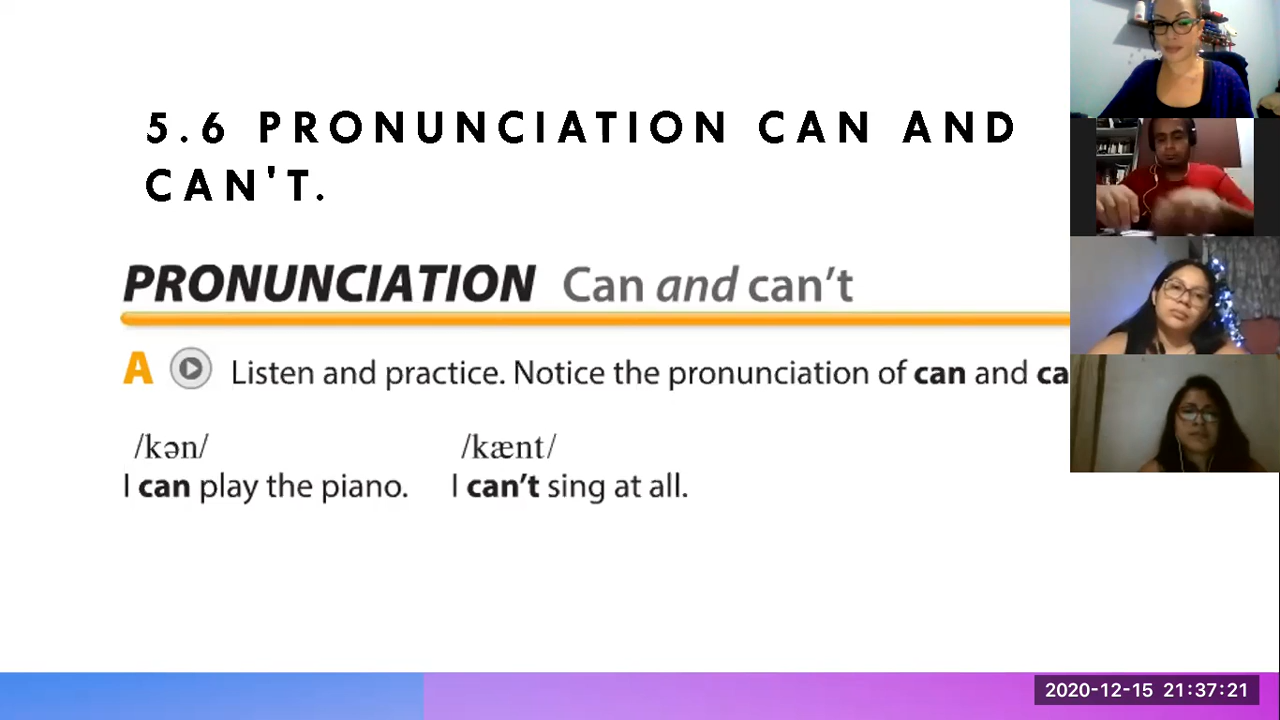 5.6 PRONUNCIATION CAN AND
CAN'T.
PRONUNCIATION Can and can't
A Listen and practice. Notice the pronunciation of can and ca
/kən/ /kænt/
I can play the piano. I can't sing at all.
2020-12-15 21:37:21